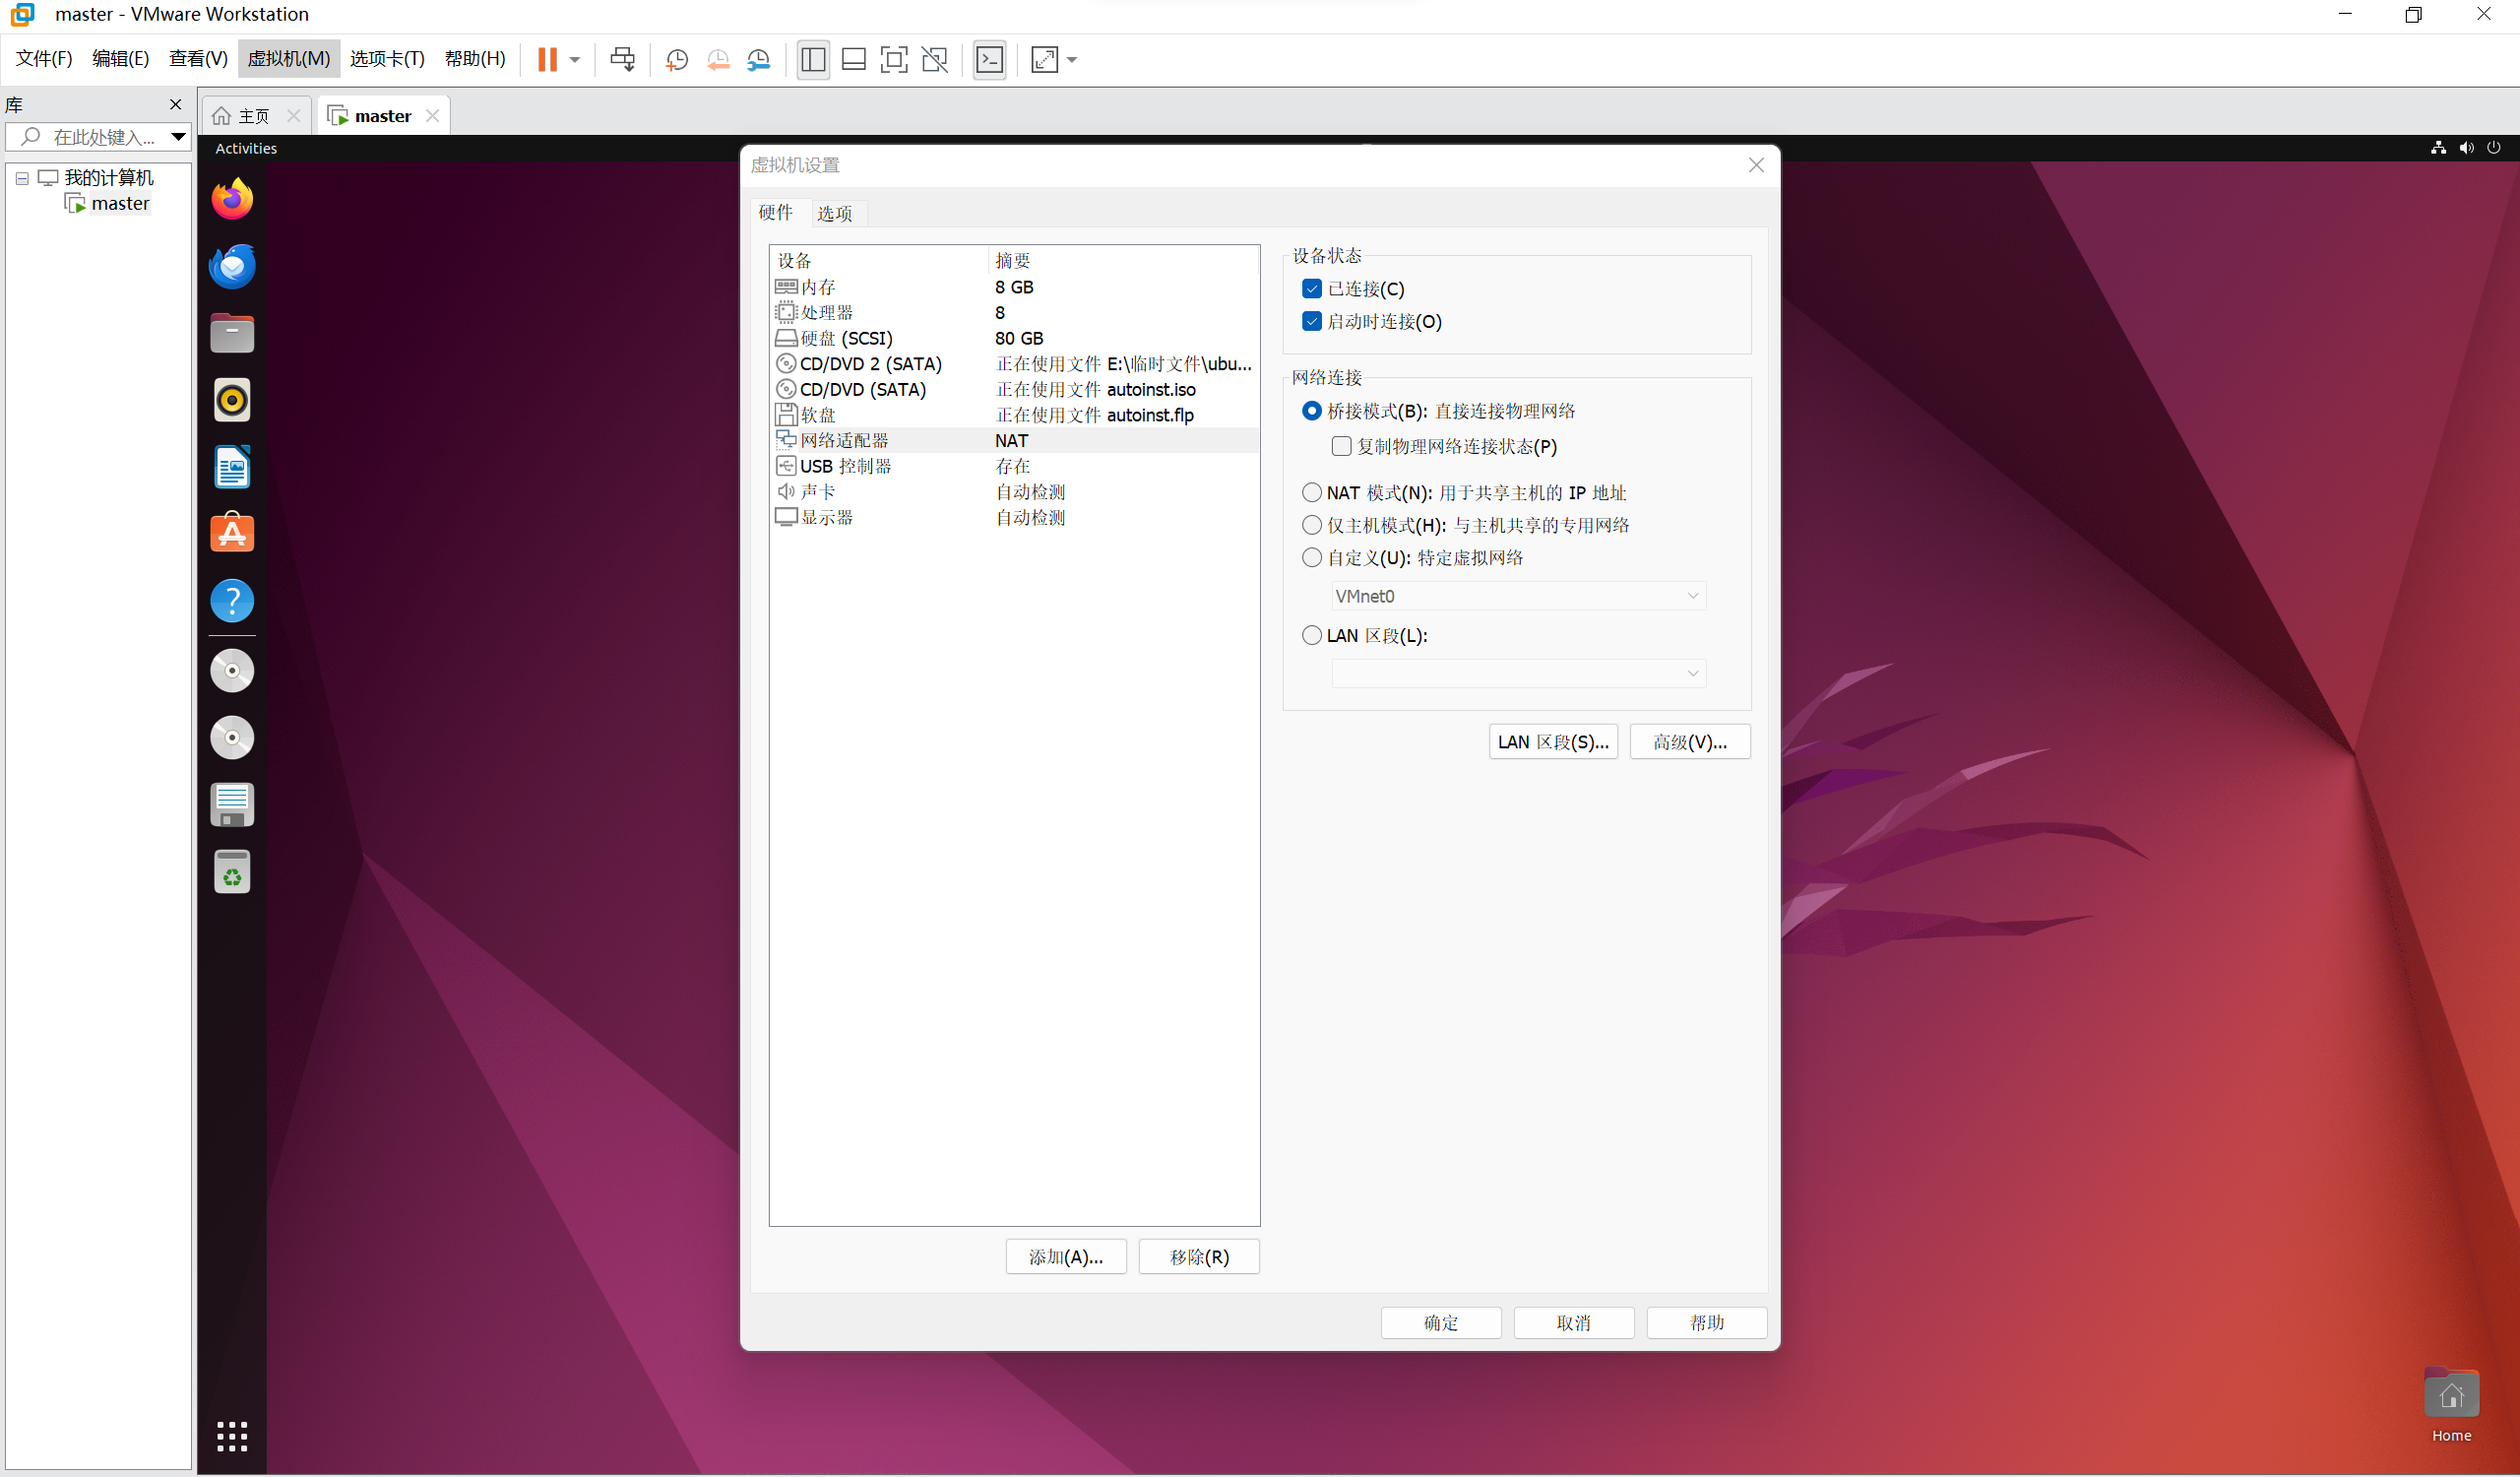 master - VMware Workstation
文件(F) 编辑(E) 查看(V) 虚拟机(M) 选项卡(T) 帮助(H)
库
在此处键入...
我的计算机
master
主页 master
Activities
虚拟机设置
硬件 选项
设备 摘要
内存 8 GB
处理器 8
硬盘 (SCSI) 80 GB
CD/DVD 2 (SATA) 正在使用文件 E:\临时文件\ubu...
CD/DVD (SATA) 正在使用文件 autoinst.iso
软盘 正在使用文件 autoinst.flp
网络适配器 NAT
USB 控制器 存在
声卡 自动检测
显示器 自动检测
添加(A)... 移除(R)
设备状态
已连接(C)
启动时连接(O)
网络连接
桥接模式(B): 直接连接物理网络
复制物理网络连接状态(P)
NAT 模式(N): 用于共享主机的 IP 地址
仅主机模式(H): 与主机共享的专用网络
自定义(U): 特定虚拟网络
VMnet0
LAN 区段(L):
LAN 区段(S)... 高级(V)...
确定 取消 帮助
Home